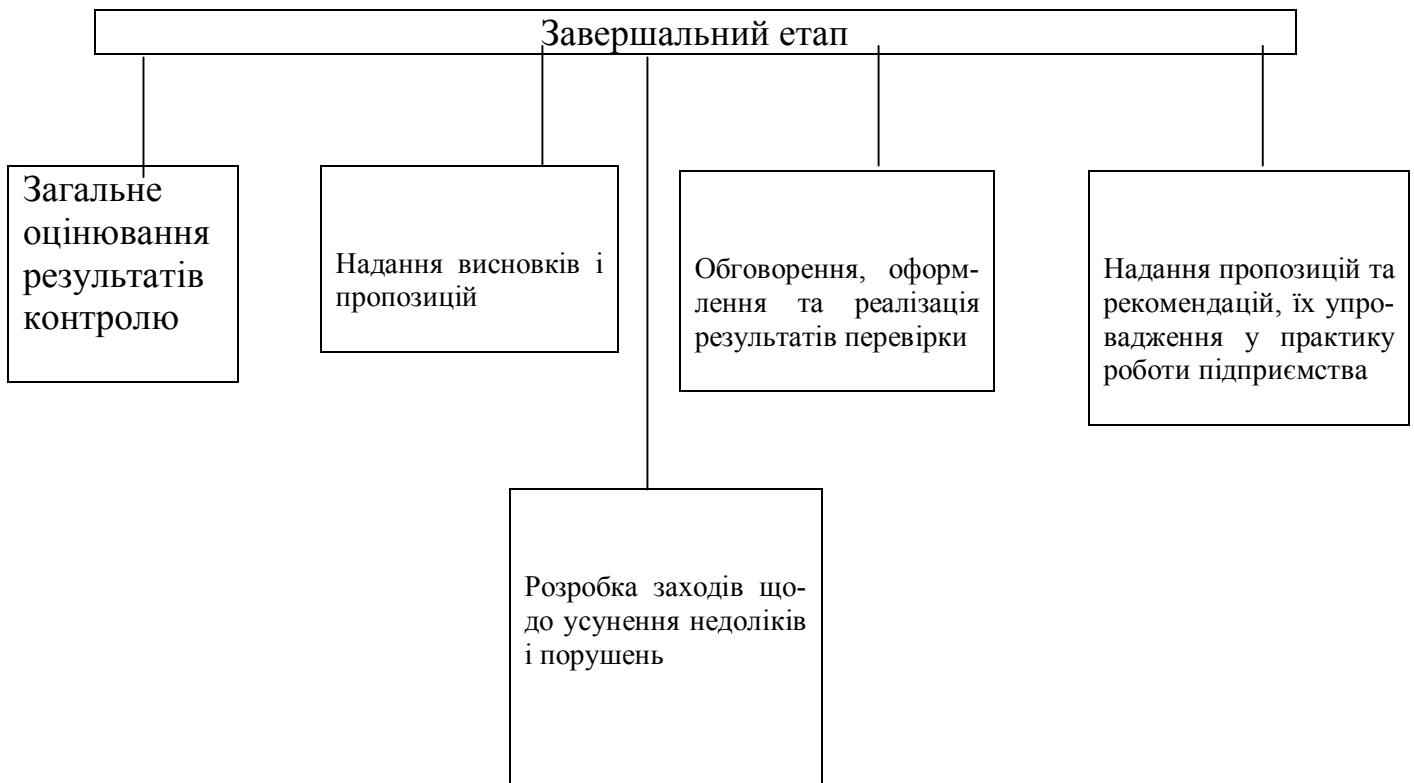 Завершальний етап
Загальне
оцінювання
результатів
контролю
Надання висновків і
пропозицій
Обговорення, оформ-
лення та реалізація
результатів перевірки
Надання пропозицій та
рекомендацій, їх упро-
вадження у практику
роботи підприємства
Розробка заходів що-
до усунення недоліків
і порушень